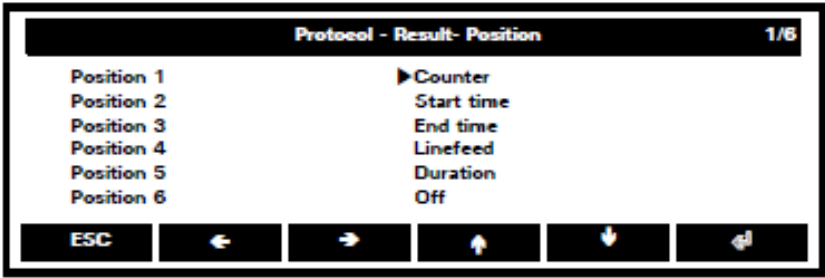 Protoeol - Result- Position 1/6
Position 1 Counter
Position 2 Start time
Position 3 End time
Position 4 Linefeed
Position 5 Duration
Position 6 Off
ESC